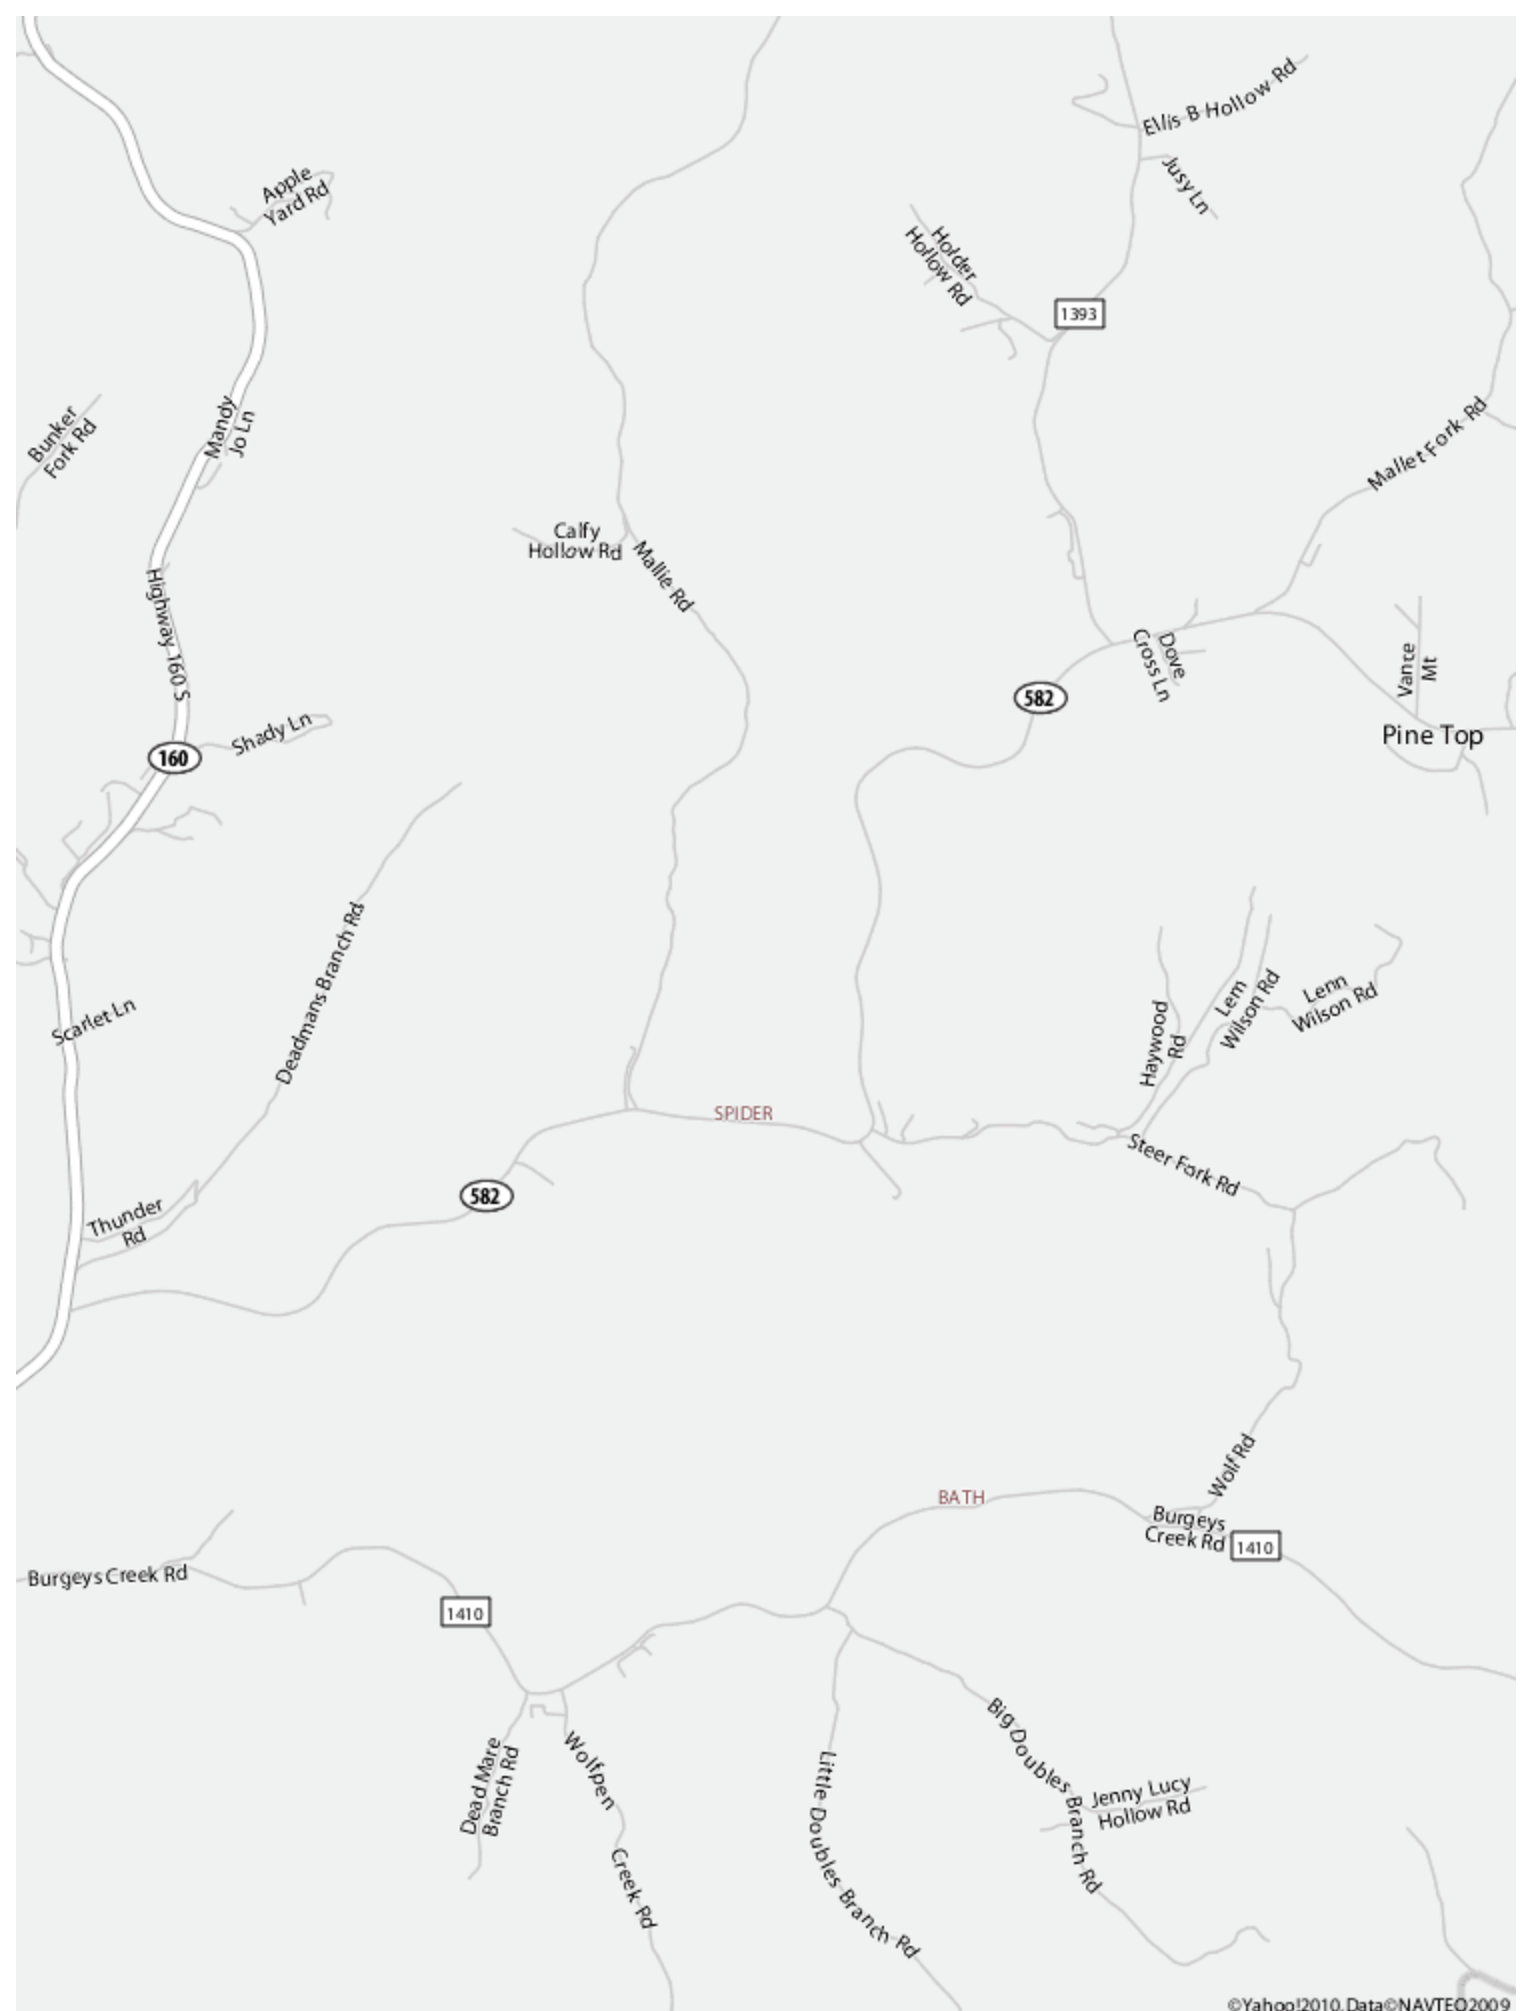 Ellis B Hollow Rd
Jusy Ln
Apple
Yard Rd
Holder
Hollow Rd
1393
Bunker
Fork Rd
Mandy
Jo Ln
Mallet Fork Rd
Calfy
Hollow Rd
Mallie Rd
Highway 160 S
Dove
Cross Ln
Vance
Mt
582
Pine Top
Shady Ln
160
Deadmans Branch Rd
Scarlet Ln
Haywood
Rd
Lem
Wilson Rd
Lenn
Wilson Rd
SPIDER
Steer Fork Rd
582
Thunder
Rd
Wolf Rd
BATH
Burgeys
Creek Rd
1410
Burgeys Creek Rd
1410
Dead Mare
Branch Rd
Wolfpen
Creek Rd
Little Doubles Branch Rd
Big Doubles Branch Rd
Jenny Lucy
Hollow Rd
©Yahoo!2010, Data©NAVTEQ2009